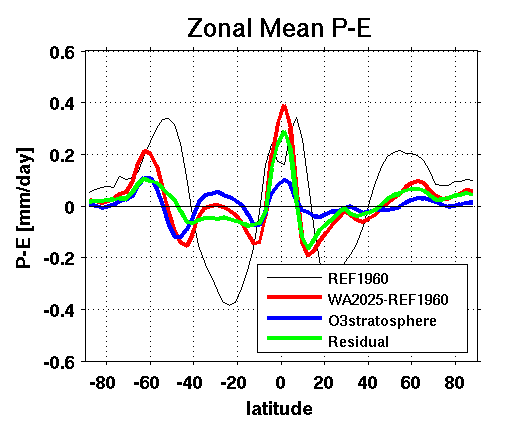 Zonal Mean P-E
P-E [mm/day]
0.6
0.4
0.2
0
-0.2
-0.4
-0.6
-80 -60 -40 -20 0 20 40 60 80
latitude
REF1960
WA2025-REF1960
O3stratosphere
Residual